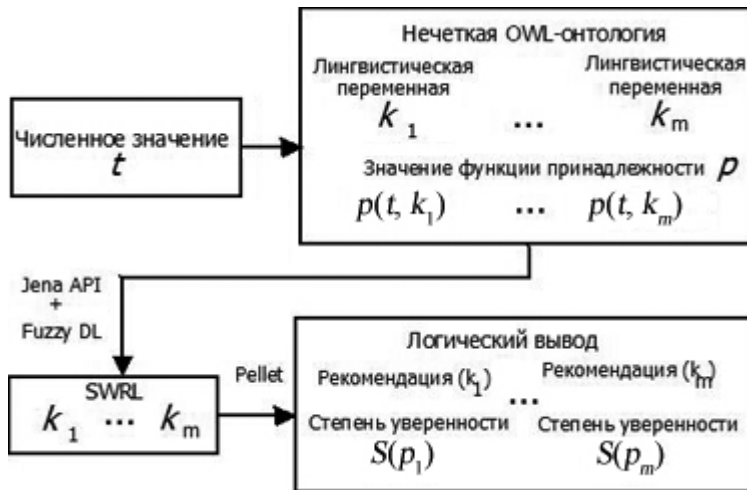 Нечеткая OWL-онтология
Лингвистическая переменная k₁ ... Лингвистическая переменная kₘ
Численное значение
t
Значение функции принадлежности p
p(t, k₁) ... p(t, kₘ)
Jena API
+
Fuzzy DL
SWRL
k₁ ... kₘ
Pellet
Логический вывод
Рекомендация (k₁) ... Рекомендация (kₘ)
Степень уверенности Степень уверенности
S(p₁) S(pₘ)